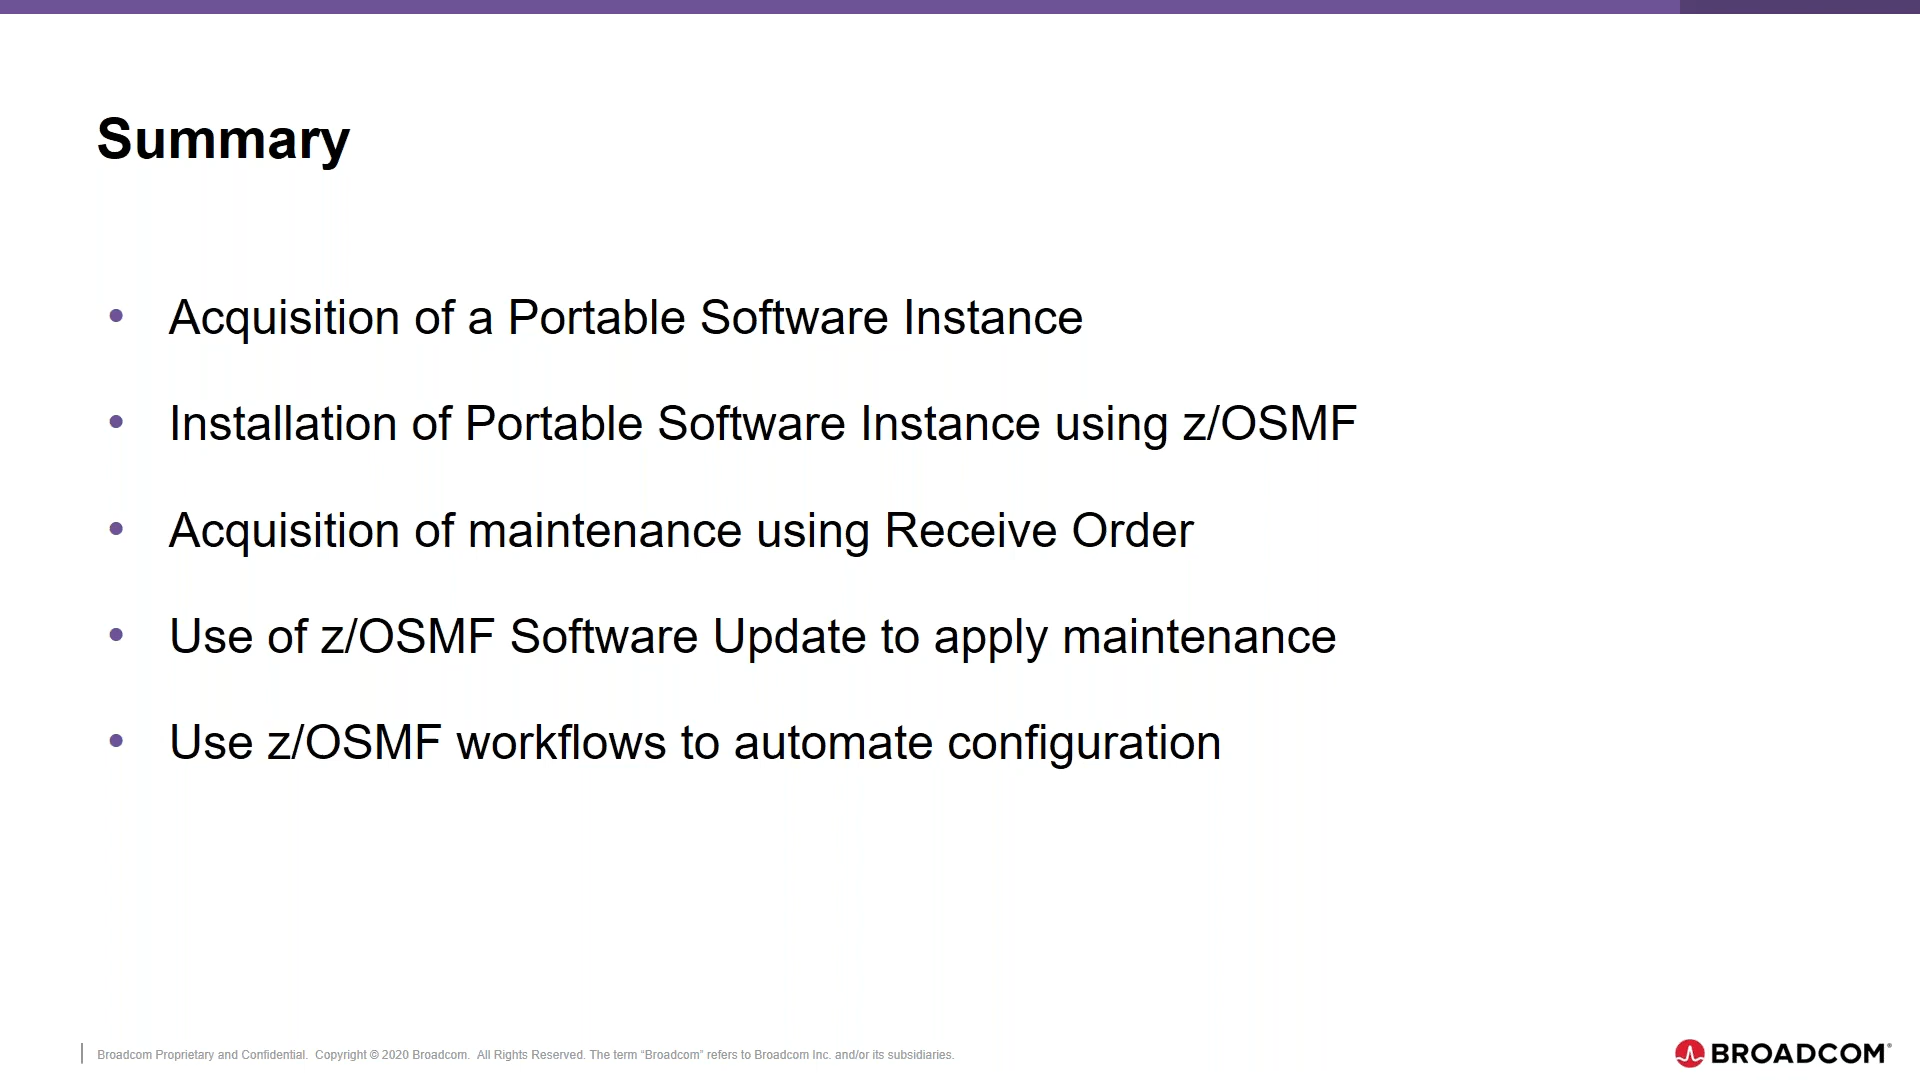 Summary
• Acquisition of a Portable Software Instance
• Installation of Portable Software Instance using z/OSMF
• Acquisition of maintenance using Receive Order
• Use of z/OSMF Software Update to apply maintenance
• Use z/OSMF workflows to automate configuration
Broadcom Proprietary and Confidential. Copyright © 2020 Broadcom. All Rights Reserved. The term “Broadcom” refers to Broadcom Inc. and/or its subsidiaries.
BROADCOM®